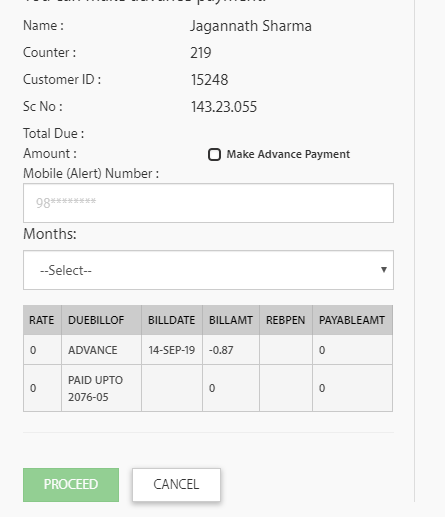 You can make advance payment.
Name : Jagannath Sharma
Counter : 219
Customer ID : 15248
Sc No : 143.23.055
Total Due :
Amount : Make Advance Payment
Mobile (Alert) Number :
98********
Months:
--Select--
RATE DUEBILLOF BILLDATE BILLAMT REBPEN PAYABLEAMT
0 ADVANCE 14-SEP-19 -0.87 0
0 PAID UPTO 2076-05 0 0
PROCEED CANCEL